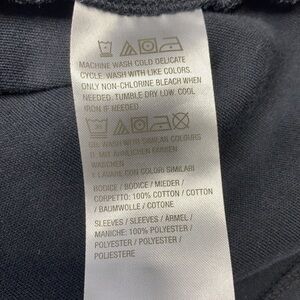 MACHINE WASH COLD DELICATE
CYCLE. WASH WITH LIKE COLORS.
ONLY NON-CHLORINE BLEACH WHEN
NEEDED. TUMBLE DRY LOW. COOL
IRON IF NEEDED.
WASH WITH SIMILAR COLOURS
MIT ÄHNLICHEN FARBEN
WASCHEN
LAVARE CON COLORI SIMILARI
BODICE / BODICE / MIEDER /
CORPETTO: 100% COTTON / COTTON
/ BAUMWOLLE / COTONE
SLEEVES / SLEEVES / ÄRMEL /
MANICHE: 100% POLYESTER /
POLYESTER / POLYESTER /
POLIESTERE